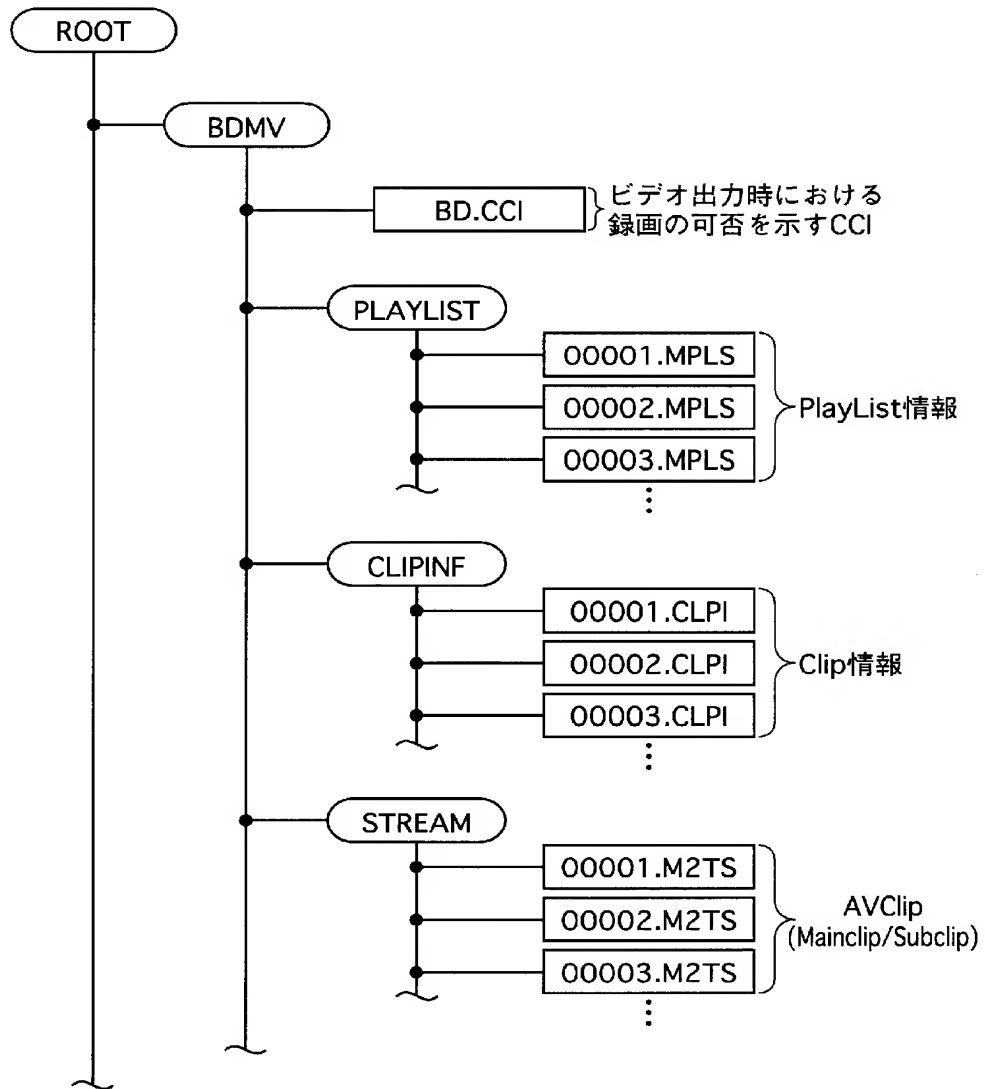 ROOT
BDMV
BD.CCI
ビデオ出力時における
録画の可否を示すCCI
PLAYLIST
00001.MPLS
00002.MPLS
00003.MPLS
PlayList情報
CLIPINF
00001.CLPI
00002.CLPI
00003.CLPI
Clip情報
STREAM
00001.M2TS
00002.M2TS
00003.M2TS
AVClip
(Mainclip/Subclip)